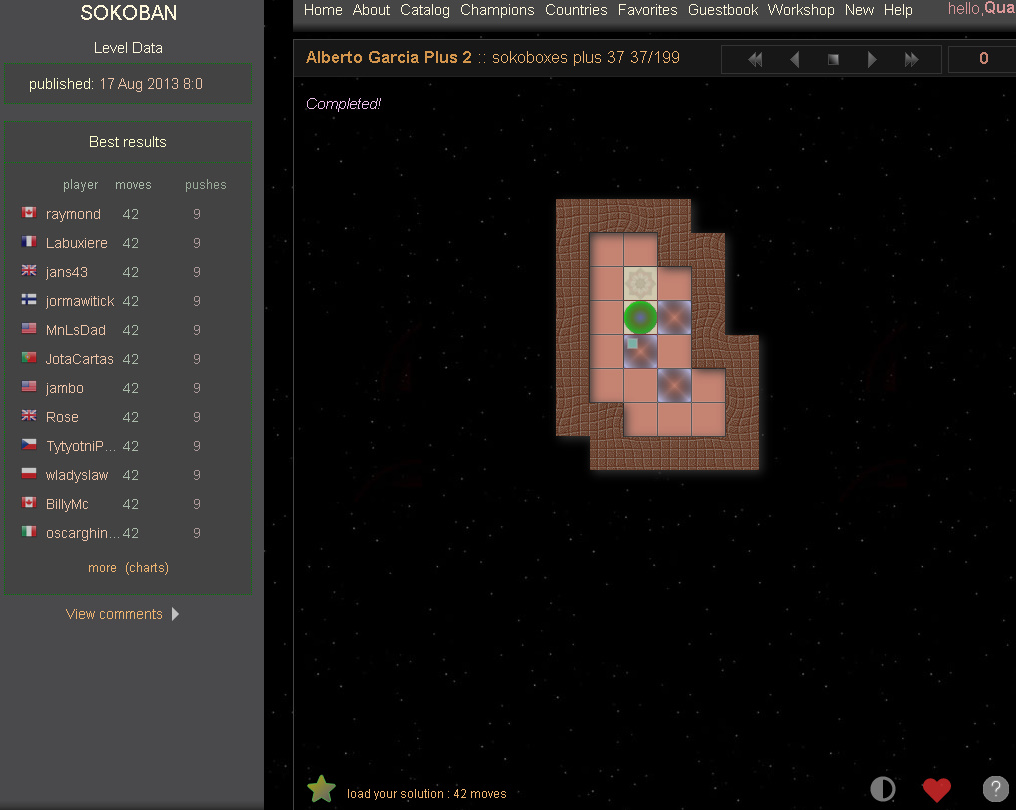 SOKOBAN
Level Data
published: 17 Aug 2013 8:0
Best results
player moves pushes
raymond 42 9
Labuxiere 42 9
jans43 42 9
jormawitick 42 9
MnLsDad 42 9
JotaCartas 42 9
jambo 42 9
Rose 42 9
TytyotniP... 42 9
wladyslaw 42 9
BillyMc 42 9
oscarghin... 42 9
more (charts)
View comments
Home About Catalog Champions Countries Favorites Guestbook Workshop New Help hello,Qua
Alberto Garcia Plus 2 :: sokoboxes plus 37 37/199
0
Completed!
load your solution : 42 moves
?